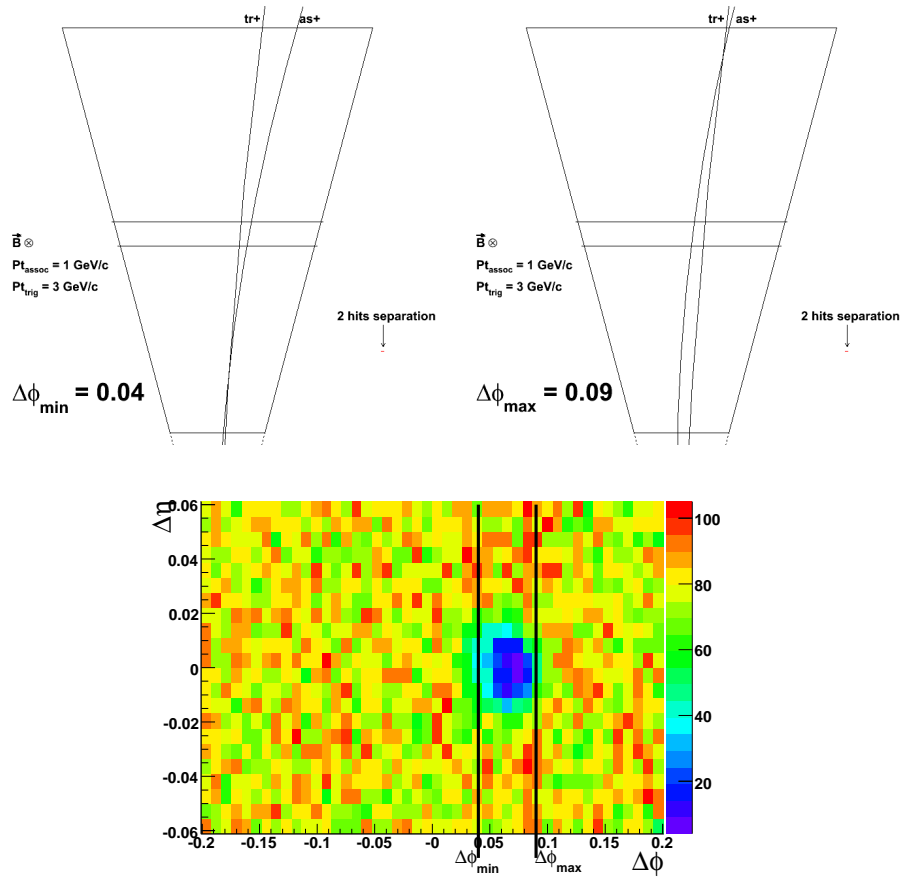 tr+ as+
B⃗ ⊗
Pt_assoc = 1 GeV/c
Pt_trig = 3 GeV/c
2 hits separation
Δϕ_min = 0.04
tr+ as+
B⃗ ⊗
Pt_assoc = 1 GeV/c
Pt_trig = 3 GeV/c
2 hits separation
Δϕ_max = 0.09
Δη
0.06
0.04
0.02
0
-0.02
-0.04
-0.06
-0.2 -0.15 -0.1 -0.05 -0 0.05 0.1 0.15 0.2
Δϕ_min Δϕ_max Δϕ
100
80
60
40
20